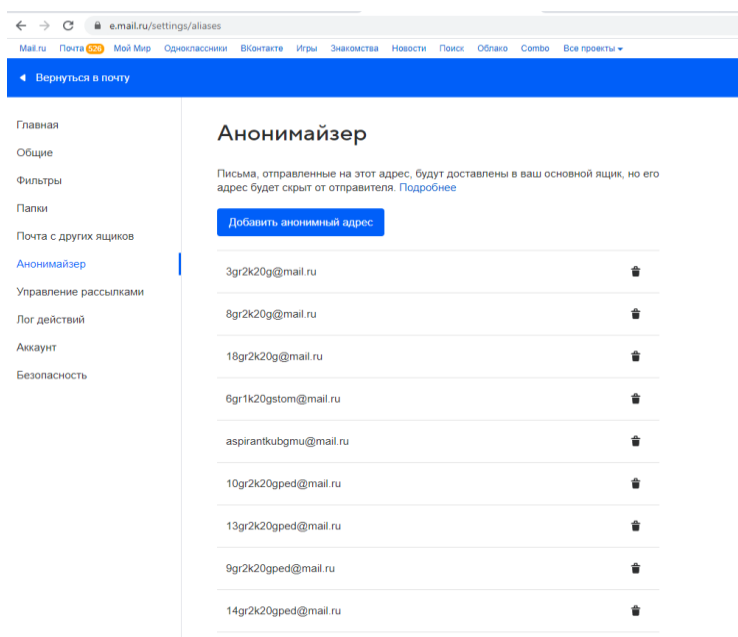 e.mail.ru/settings/aliases
Mail.ru Почта 526 Мой Мир Одноклассники ВКонтакте Игры Знакомства Новости Поиск Облако Combo Все проекты
Вернуться в почту
Главная
Общие
Фильтры
Папки
Почта с других ящиков
Анонимайзер
Управление рассылками
Лог действий
Аккаунт
Безопасность
Анонимайзер
Письма, отправленные на этот адрес, будут доставлены в ваш основной ящик, но его
адрес будет скрыт от отправителя. Подробнее
Добавить анонимный адрес
3gr2k20g@mail.ru
8gr2k20g@mail.ru
18gr2k20g@mail.ru
6gr1k20gstom@mail.ru
aspirantkubgmu@mail.ru
10gr2k20gped@mail.ru
13gr2k20gped@mail.ru
9gr2k20gped@mail.ru
14gr2k20gped@mail.ru